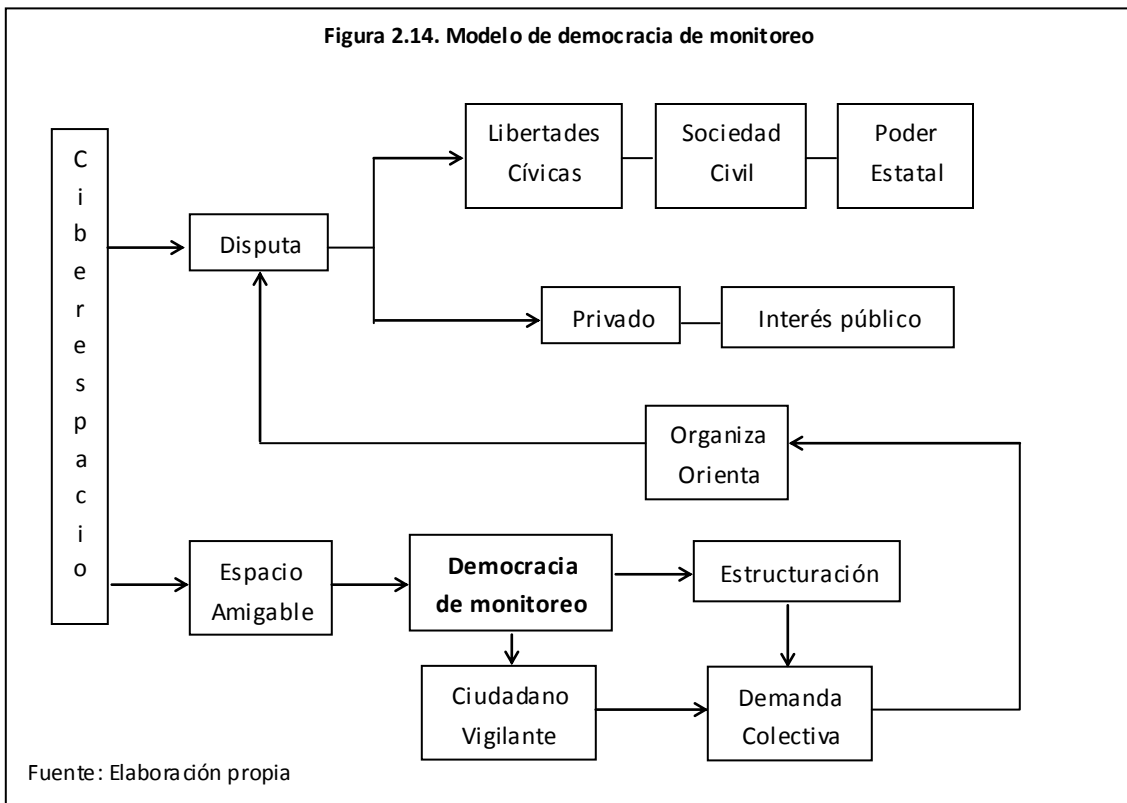 Figura 2.14. Modelo de democracia de monitoreo
Ciberespacio
Libertades
Cívicas
Sociedad
Civil
Poder
Estatal
Disputa
Privado
Interés público
Organiza
Orienta
Espacio
Amigable
Democracia
de monitoreo
Estructuración
Ciudadano
Vigilante
Demanda
Colectiva
Fuente: Elaboración propia